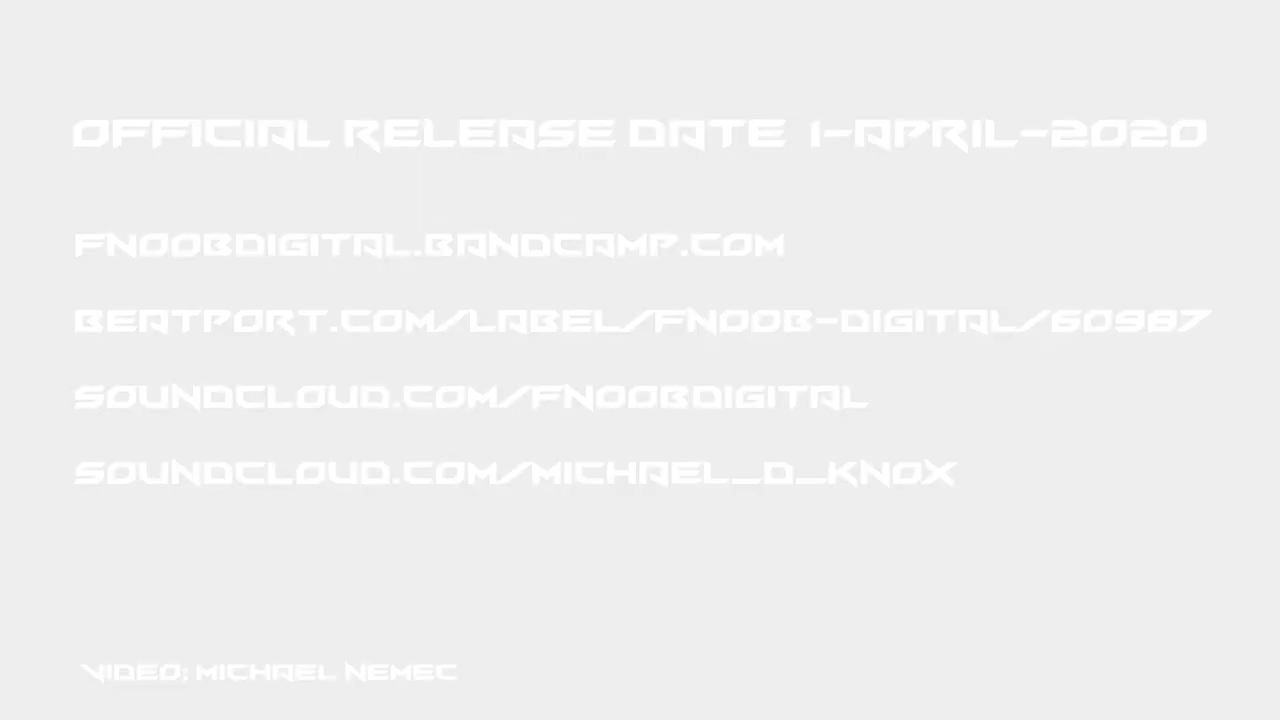 OFFICIAL RELEASE DATE 1-APRIL-2020
FNOOBDIGITAL.BANDCAMP.COM
BEATPORT.COM/LABEL/FNOOB-DIGITAL/60987
SOUNDCLOUD.COM/FNOOBDIGITAL
SOUNDCLOUD.COM/MICHAEL_D_KNOX
VIDEO: MICHAEL NEMEC